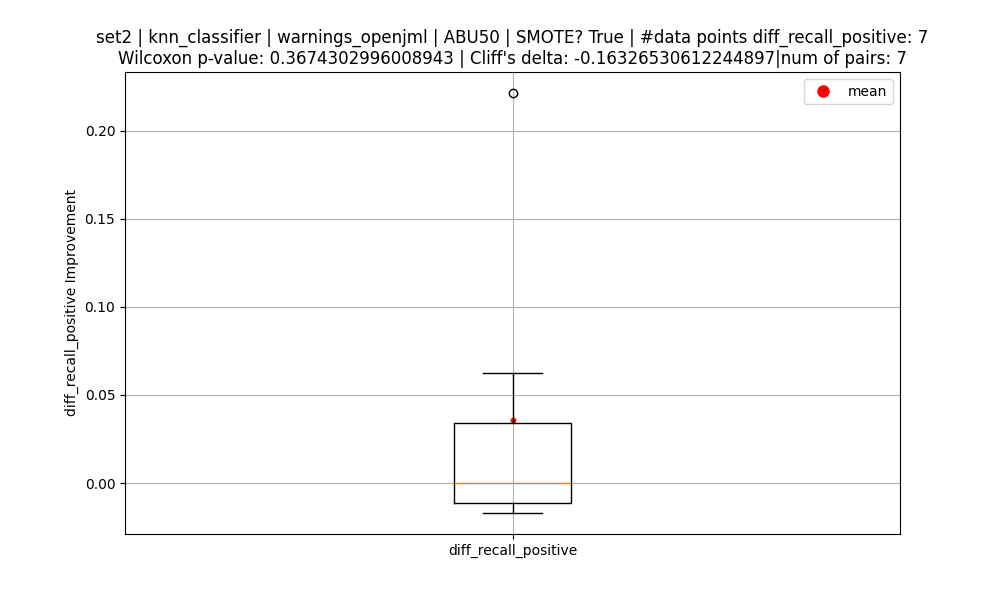 set2 | knn_classifier | warnings_openjml | ABU50 | SMOTE? True | #data points diff_recall_positive: 7
Wilcoxon p-value: 0.3674302996008943 | Cliff's delta: -0.16326530612244897|num of pairs: 7
mean
0.20
0.15
0.10
0.05
0.00
diff_recall_positive Improvement
diff_recall_positive